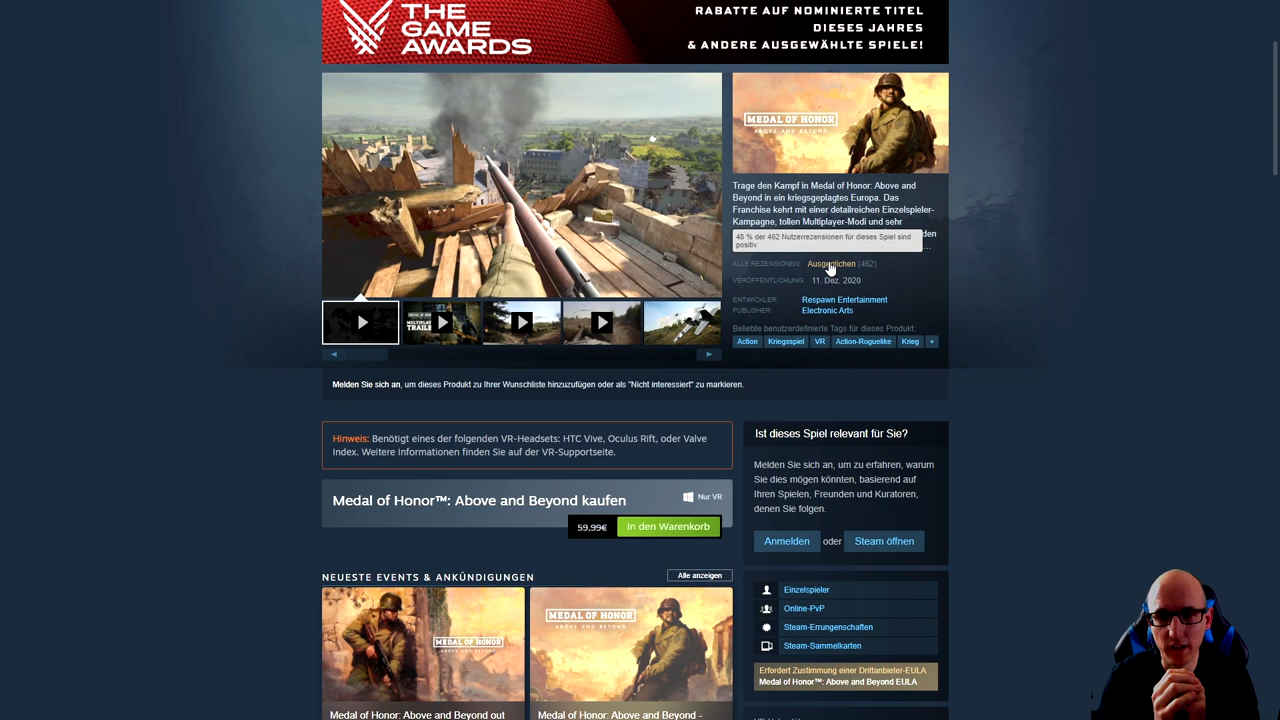 THE
GAME
AWARDS
RABATTE AUF NOMINIERTE TITEL
DIESES JAHRES
& ANDERE AUSGEWÄHLTE SPIELE!
MEDAL OF HONOR
ABOVE AND BEYOND
Trage den Kampf in Medal of Honor: Above and
Beyond in ein kriegsgeplagtes Europa. Das
Franchise kehrt mit einer detailreichen Einzelspieler-
Kampagne, tollen Multiplayer-Modi und sehr
den
...
48 % der 462 Nutzerrezensionen für dieses Spiel sind
positiv.
ALLE REZENSIONEN: Ausgeglichen (462)
VERÖFFENTLICHUNG: 11. Dez. 2020
ENTWICKLER: Respawn Entertainment
PUBLISHER: Electronic Arts
Beliebte benutzerdefinierte Tags für dieses Produkt:
Action Kriegsspiel VR Action-Roguelike Krieg +
MEDAL OF HONOR
MULTIPLAYER
TRAILER
Melden Sie sich an, um dieses Produkt zu Ihrer Wunschliste hinzuzufügen oder als "Nicht interessiert" zu markieren.
Hinweis: Benötigt eines der folgenden VR-Headsets: HTC Vive, Oculus Rift, oder Valve
Index. Weitere Informationen finden Sie auf der VR-Supportseite.
Medal of Honor™: Above and Beyond kaufen
Nur VR
59,99€ In den Warenkorb
NEUESTE EVENTS & ANKÜNDIGUNGEN
Alle anzeigen
MEDAL OF HONOR
ABOVE AND BEYOND
Medal of Honor: Above and Beyond out
MEDAL OF HONOR
ABOVE AND BEYOND
Medal of Honor: Above and Beyond -
Ist dieses Spiel relevant für Sie?
Melden Sie sich an, um zu erfahren, warum
Sie dies mögen könnten, basierend auf
Ihren Spielen, Freunden und Kuratoren,
denen Sie folgen.
Anmelden oder Steam öffnen
Einzelspieler
Online-PvP
Steam-Errungenschaften
Steam-Sammelkarten
Erfordert Zustimmung einer Drittanbieter-EULA
Medal of Honor™: Above and Beyond EULA